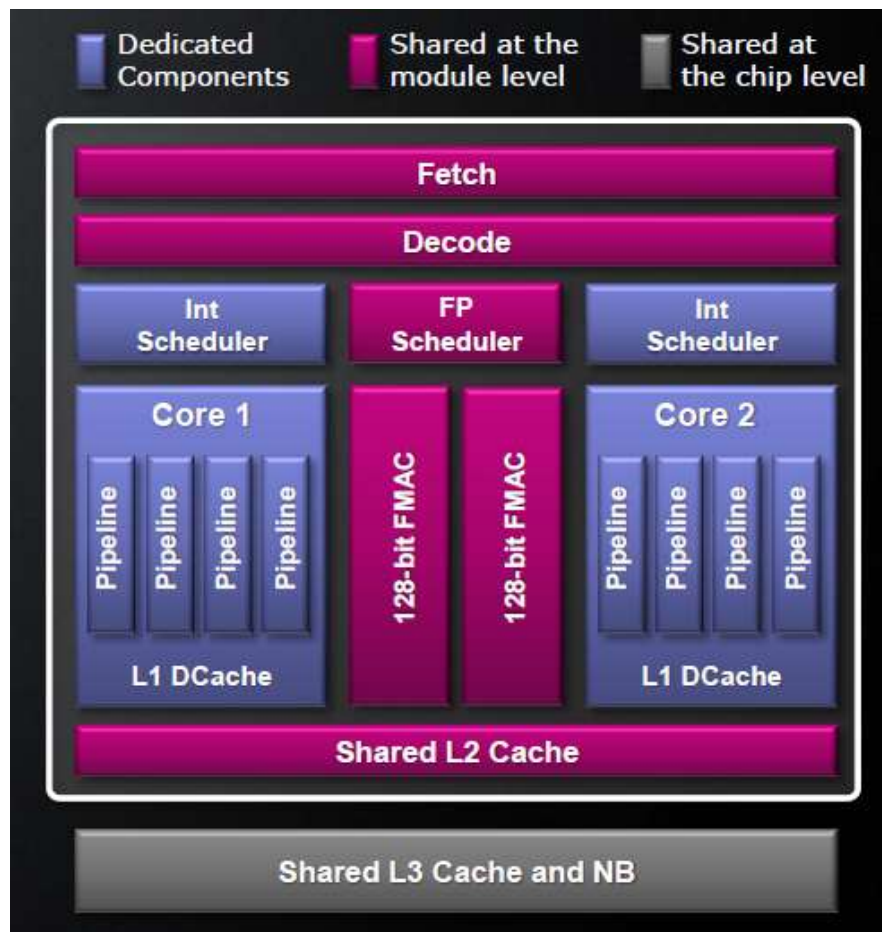 Dedicated
Components
Shared at the
module level
Shared at
the chip level
Fetch
Decode
Int
Scheduler
FP
Scheduler
Int
Scheduler
Core 1
Pipeline
Pipeline
Pipeline
Pipeline
L1 DCache
128-bit FMAC
128-bit FMAC
Core 2
Pipeline
Pipeline
Pipeline
Pipeline
L1 DCache
Shared L2 Cache
Shared L3 Cache and NB